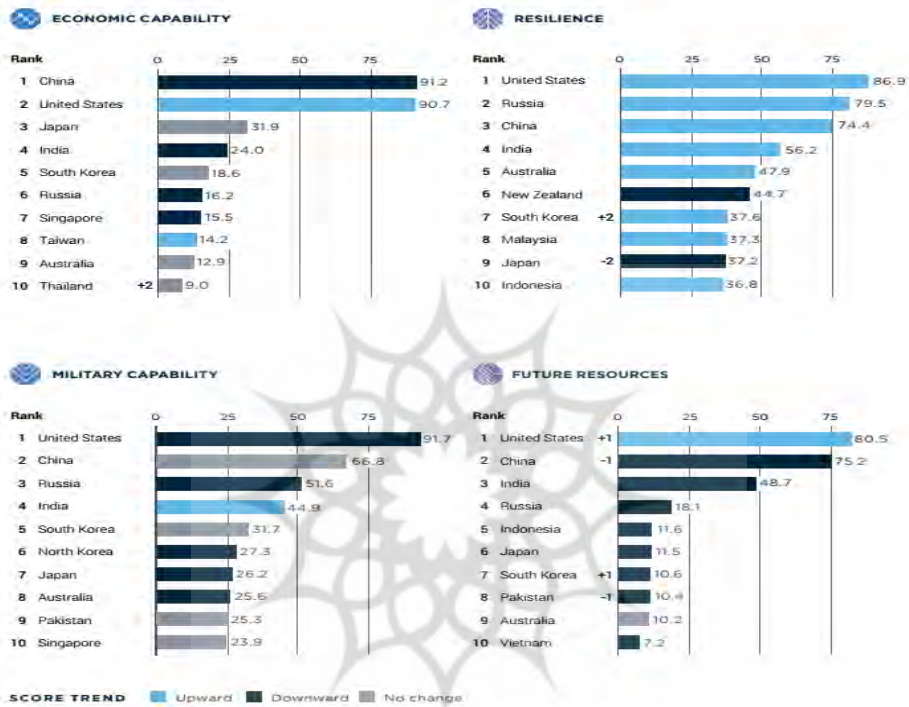 ECONOMIC CAPABILITY
Rank 0 25 50 75
1 China 91.2
2 United States 90.7
3 Japan 31.9
4 India 24.0
5 South Korea 18.6
6 Russia 16.2
7 Singapore 15.5
8 Taiwan 14.2
9 Australia 12.9
10 Thailand +2 9.0
RESILIENCE
Rank 0 25 50 75
1 United States 86.9
2 Russia 79.5
3 China 74.4
4 India 56.2
5 Australia 47.9
6 New Zealand 44.7
7 South Korea +2 37.6
8 Malaysia 37.3
9 Japan -2 37.2
10 Indonesia 36.8
MILITARY CAPABILITY
Rank 0 25 50 75
1 United States 91.7
2 China 66.8
3 Russia 51.6
4 India 44.9
5 South Korea 31.7
6 North Korea 27.3
7 Japan 26.2
8 Australia 25.6
9 Pakistan 25.3
10 Singapore 23.9
FUTURE RESOURCES
Rank 0 25 50 75
1 United States +1 80.5
2 China -1 75.2
3 India 48.7
4 Russia 18.1
5 Indonesia 11.6
6 Japan 11.5
7 South Korea +1 10.6
8 Pakistan -1 10.4
9 Australia 10.2
10 Vietnam 7.2
SCORE TREND Upward Downward No change